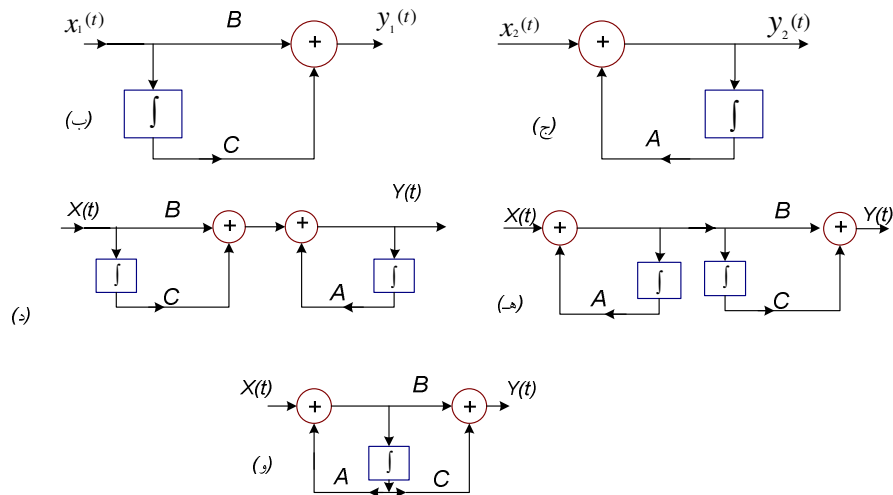 x₁(t) B y₁(t)
+
∫
C
(ب)
x₂(t) y₂(t)
+
∫
A
(ج)
X(t) B Y(t)
+ +
∫ ∫
C A
(د)
X(t) B Y(t)
+ +
∫ ∫
A C
(هـ)
X(t) B Y(t)
+ +
∫
A C
(و)